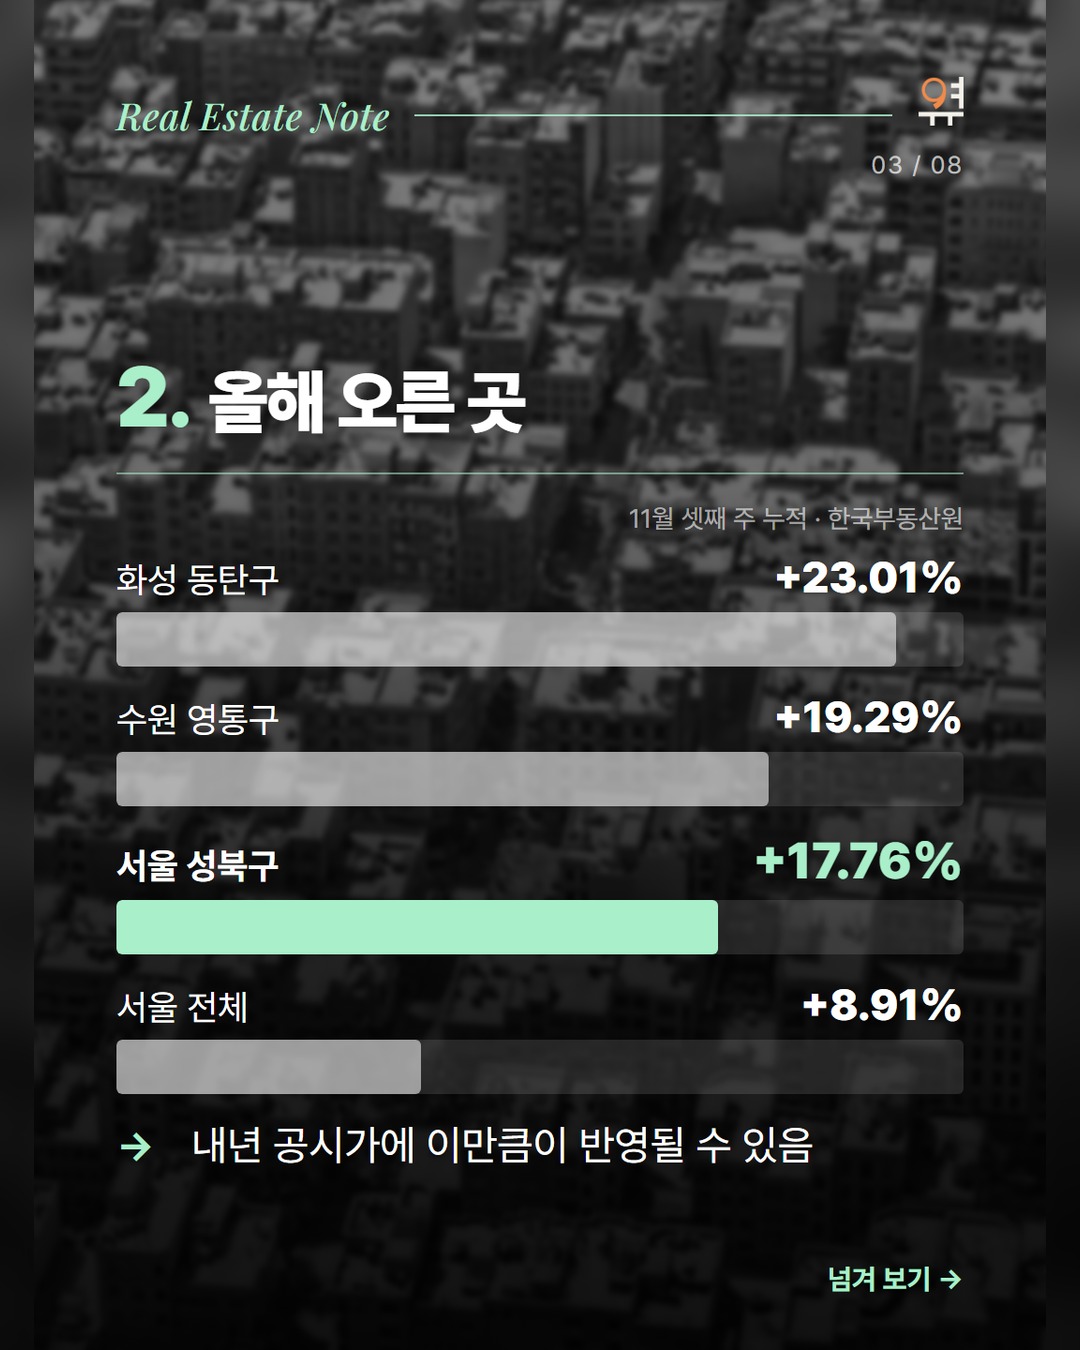 Real Estate Note
03 / 08
2. 올해 오른 곳
11월 셋째 주 누적 · 한국부동산원
화성 동탄구 +23.01%
수원 영통구 +19.29%
서울 성북구 +17.76%
서울 전체 +8.91%
→ 내년 공시가에 이만큼이 반영될 수 있음
넘겨 보기 →